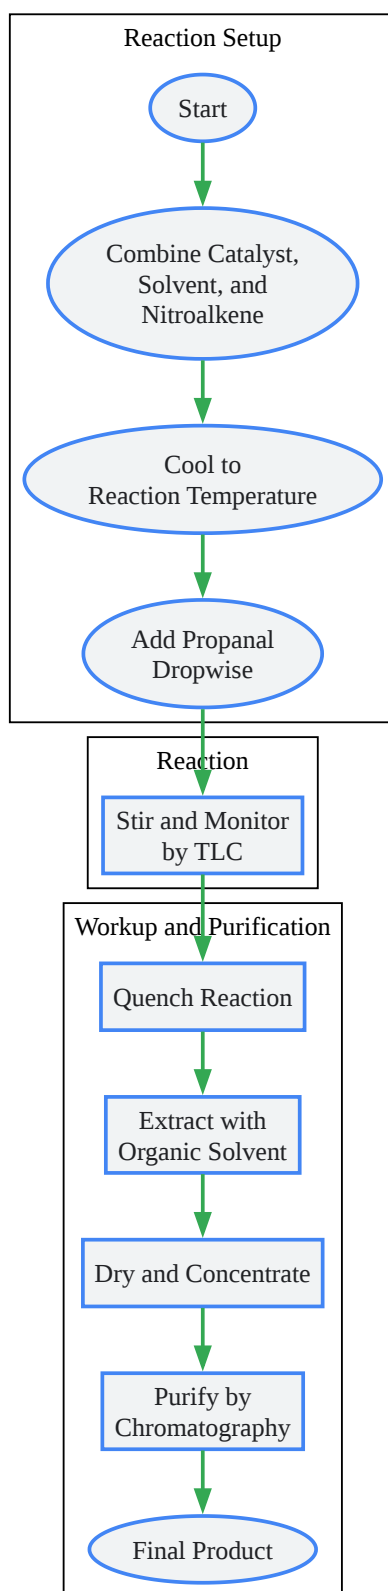 Reaction Setup
Start
Combine Catalyst,
Solvent, and
Nitroalkene
Cool to
Reaction Temperature
Add Propanal
Dropwise
Reaction
Stir and Monitor
by TLC
Workup and Purification
Quench Reaction
Extract with
Organic Solvent
Dry and Concentrate
Purify by
Chromatography
Final Product